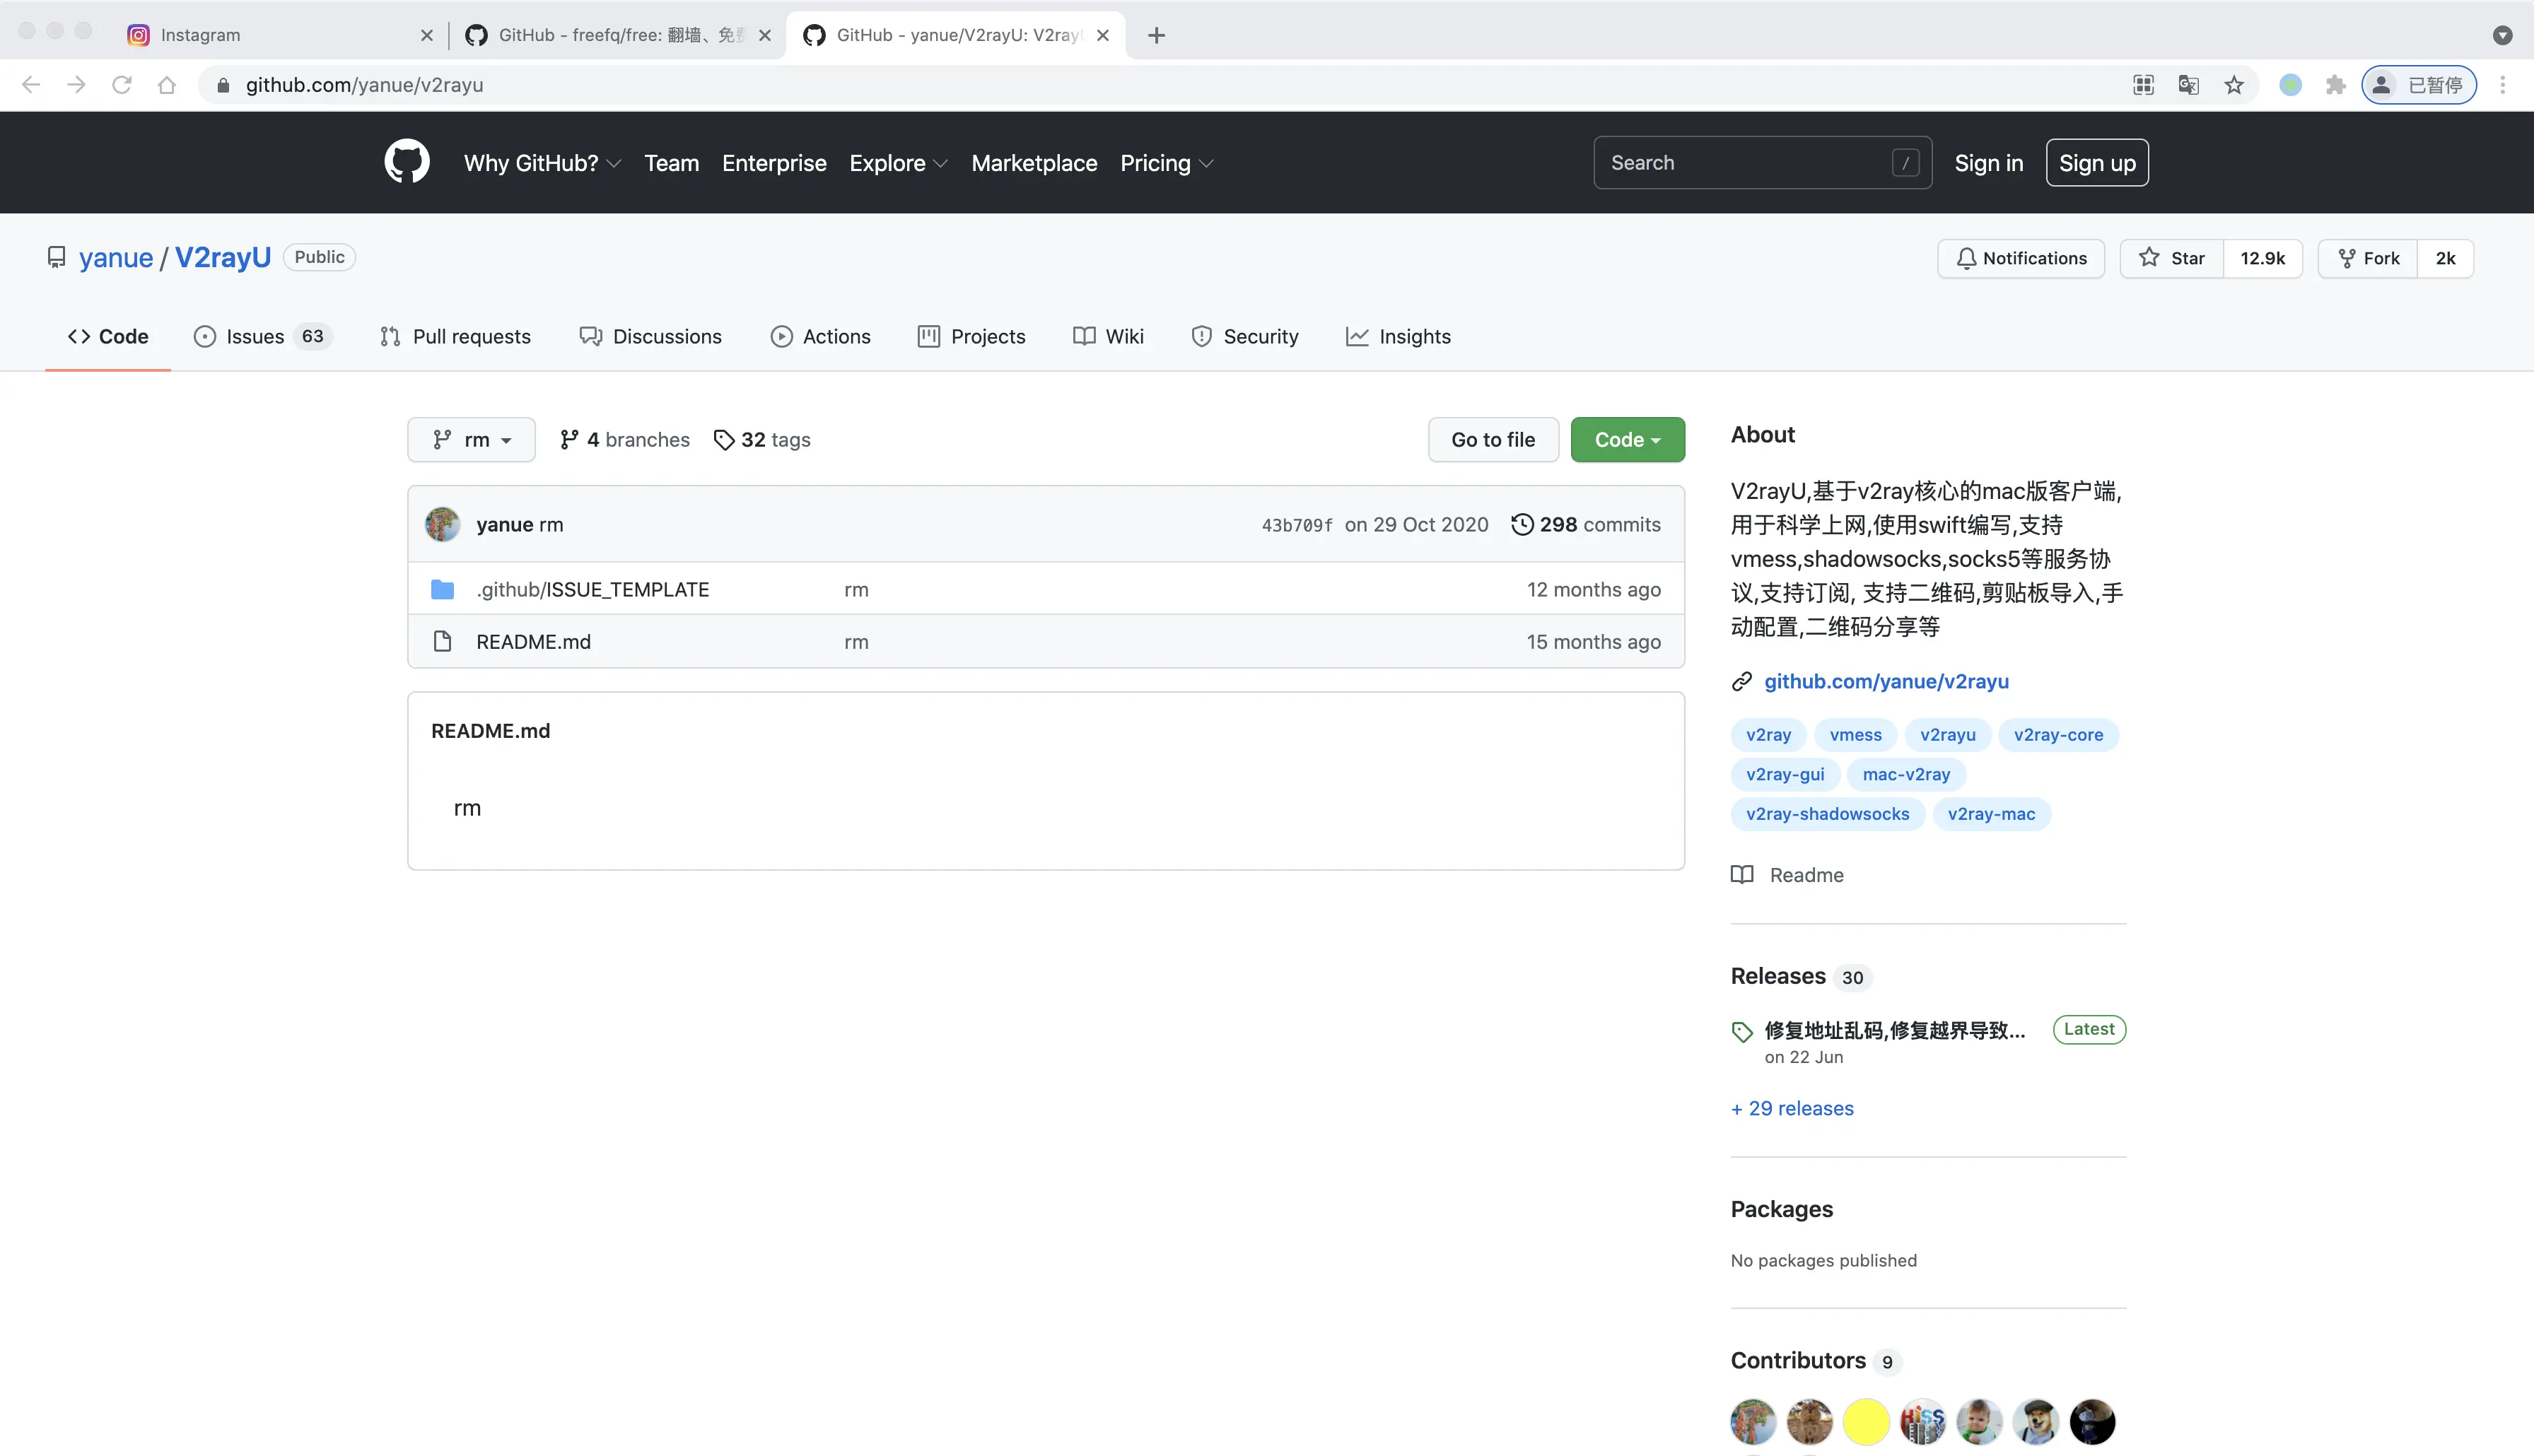 Instagram
GitHub - freefq/free: 翻墙、免
GitHub - yanue/V2rayU: V2ray
github.com/yanue/v2rayu
已暂停
Why GitHub? Team Enterprise Explore Marketplace Pricing
Search /
Sign in
Sign up
yanue / V2rayU Public
Notifications
Star 12.9k
Fork 2k
Code
Issues 63
Pull requests
Discussions
Actions
Projects
Wiki
Security
Insights
rm
4 branches
32 tags
Go to file
Code
yanue rm
43b709f on 29 Oct 2020
298 commits
.github/ISSUE_TEMPLATE rm 12 months ago
README.md rm 15 months ago
README.md
rm
About
V2rayU,基于v2ray核心的mac版客户端,
用于科学上网,使用swift编写,支持
vmess,shadowsocks,socks5等服务协
议,支持订阅, 支持二维码,剪贴板导入,手
动配置,二维码分享等
github.com/yanue/v2rayu
v2ray vmess v2rayu v2ray-core
v2ray-gui mac-v2ray
v2ray-shadowsocks v2ray-mac
Readme
Releases 30
修复地址乱码,修复越界导致... Latest
on 22 Jun
+ 29 releases
Packages
No packages published
Contributors 9